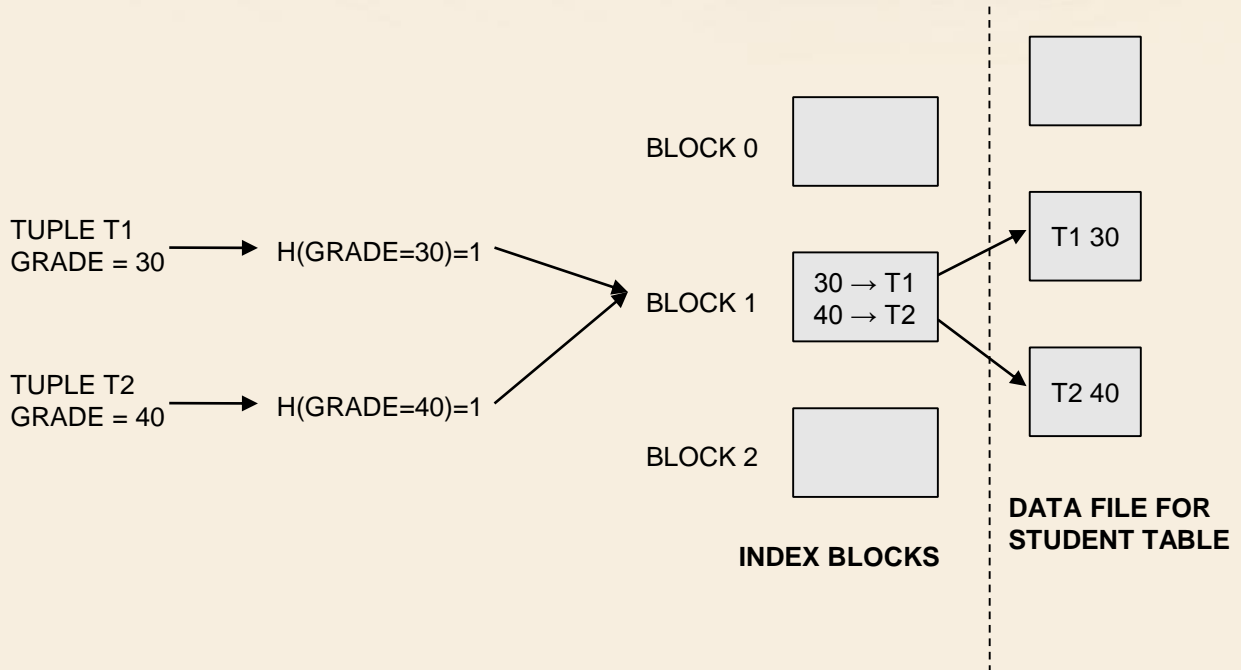 TUPLE T1
GRADE = 30
H(GRADE=30)=1
TUPLE T2
GRADE = 40
H(GRADE=40)=1
BLOCK 0
BLOCK 1
30 → T1
40 → T2
BLOCK 2
INDEX BLOCKS
T1 30
T2 40
DATA FILE FOR
STUDENT TABLE